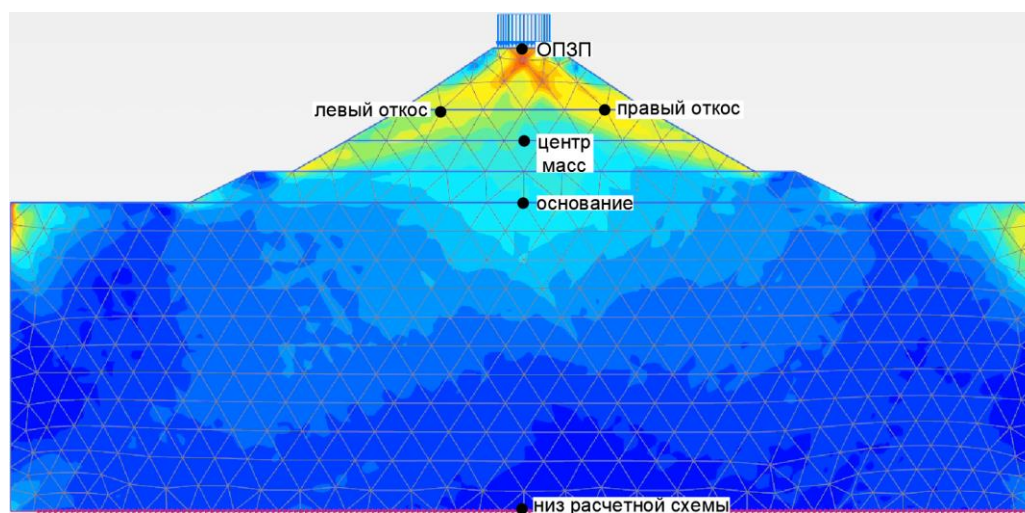 ОПЗП
левый откос
правый откос
центр
масс
основание
низ расчетной схемы